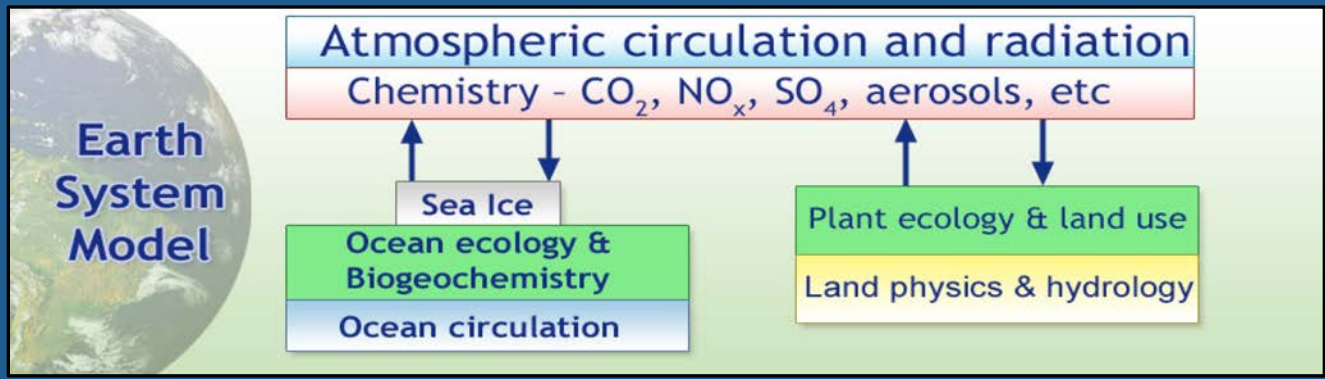 Earth
System
Model
Atmospheric circulation and radiation
Chemistry - CO₂, NOₓ, SO₄, aerosols, etc
Sea Ice
Ocean ecology &
Biogeochemistry
Ocean circulation
Plant ecology & land use
Land physics & hydrology